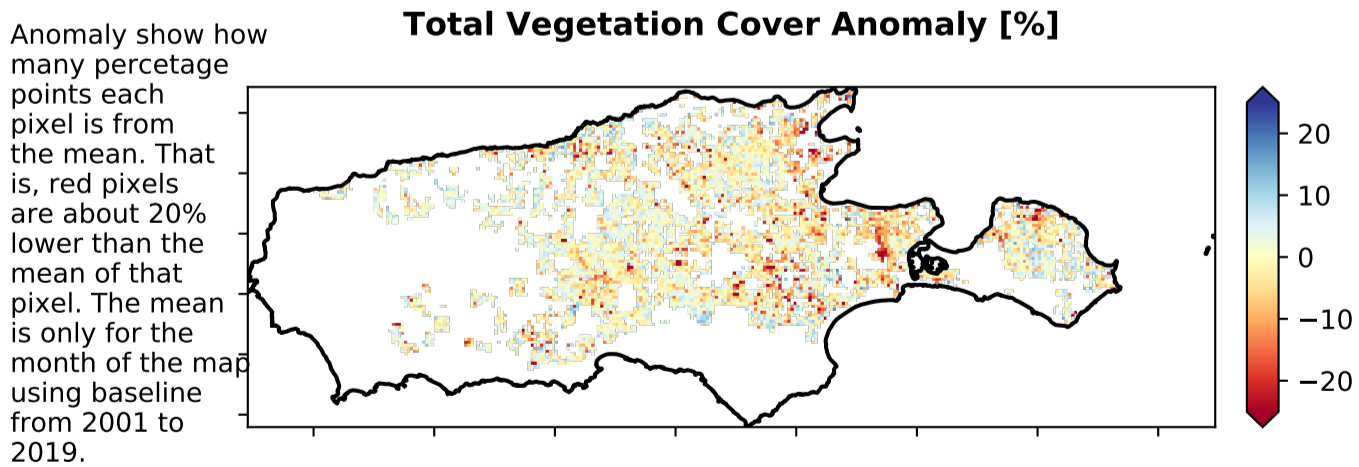 Total Vegetation Cover Anomaly [%]
Anomaly show how
many percetage
points each
pixel is from
the mean. That
is, red pixels
are about 20%
lower than the
mean of that
pixel. The mean
is only for the
month of the map
using baseline
from 2001 to
2019.
20
10
0
−10
−20